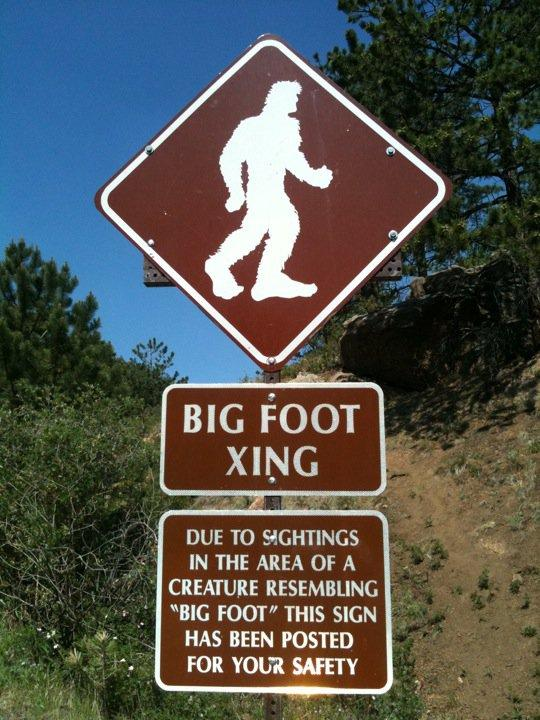 BIG FOOT
XING
DUE TO SIGHTINGS
IN THE AREA OF A
CREATURE RESEMBLING
"BIG FOOT" THIS SIGN
HAS BEEN POSTED
FOR YOUR SAFETY